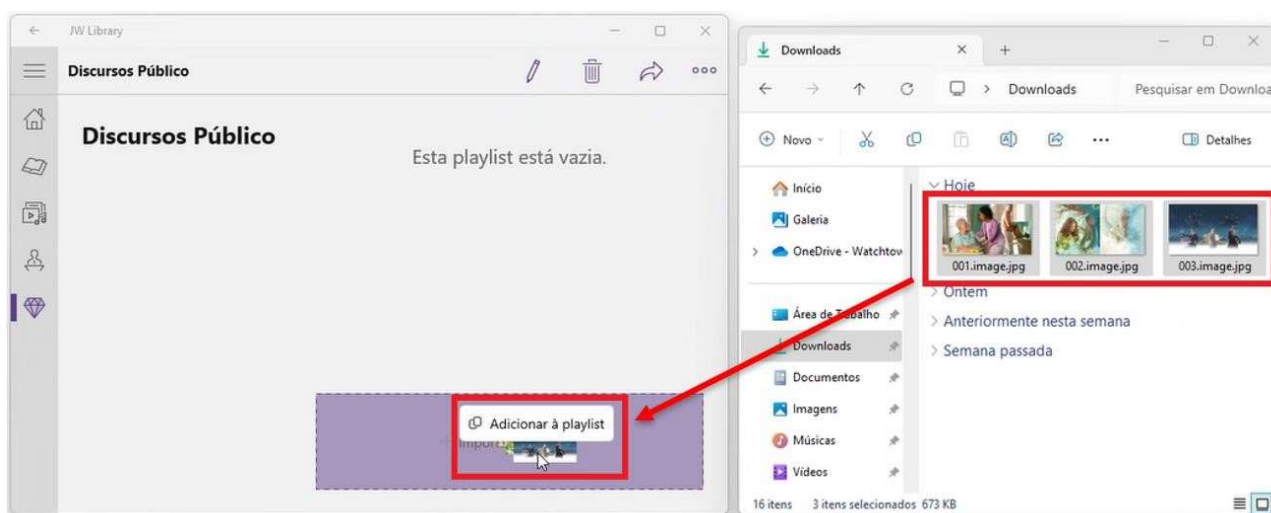 JW Library
Discursos Público
Discursos Público
Esta playlist está vazia.
Adicionar à playlist
Downloads
Downloads
Pesquisar em Downloa
Novo
Detalhes
Início
Galeria
OneDrive - Watchtow
Área de Trabalho
Downloads
Documentos
Imagens
Músicas
Vídeos
Hoje
001.image.jpg
002.image.jpg
003.image.jpg
Ontem
Anteriormente nesta semana
Semana passada
16 itens
3 itens selecionados 673 KB